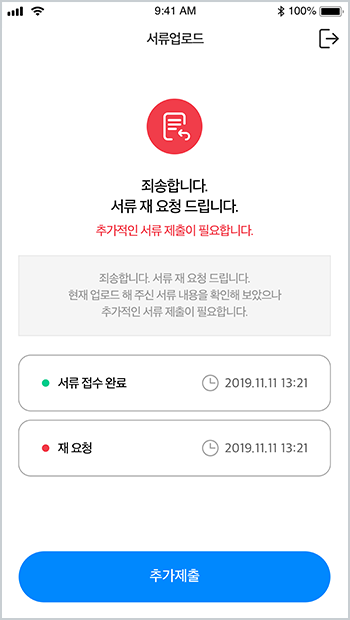 9:41 AM
100%
서류업로드
죄송합니다.
서류 재 요청 드립니다.
추가적인 서류 제출이 필요합니다.
죄송합니다. 서류 재 요청 드립니다.
현재 업로드 해 주신 서류 내용을 확인해 보았으나
추가적인 서류 제출이 필요합니다.
서류 접수 완료 2019.11.11 13:21
재 요청 2019.11.11 13:21
추가제출